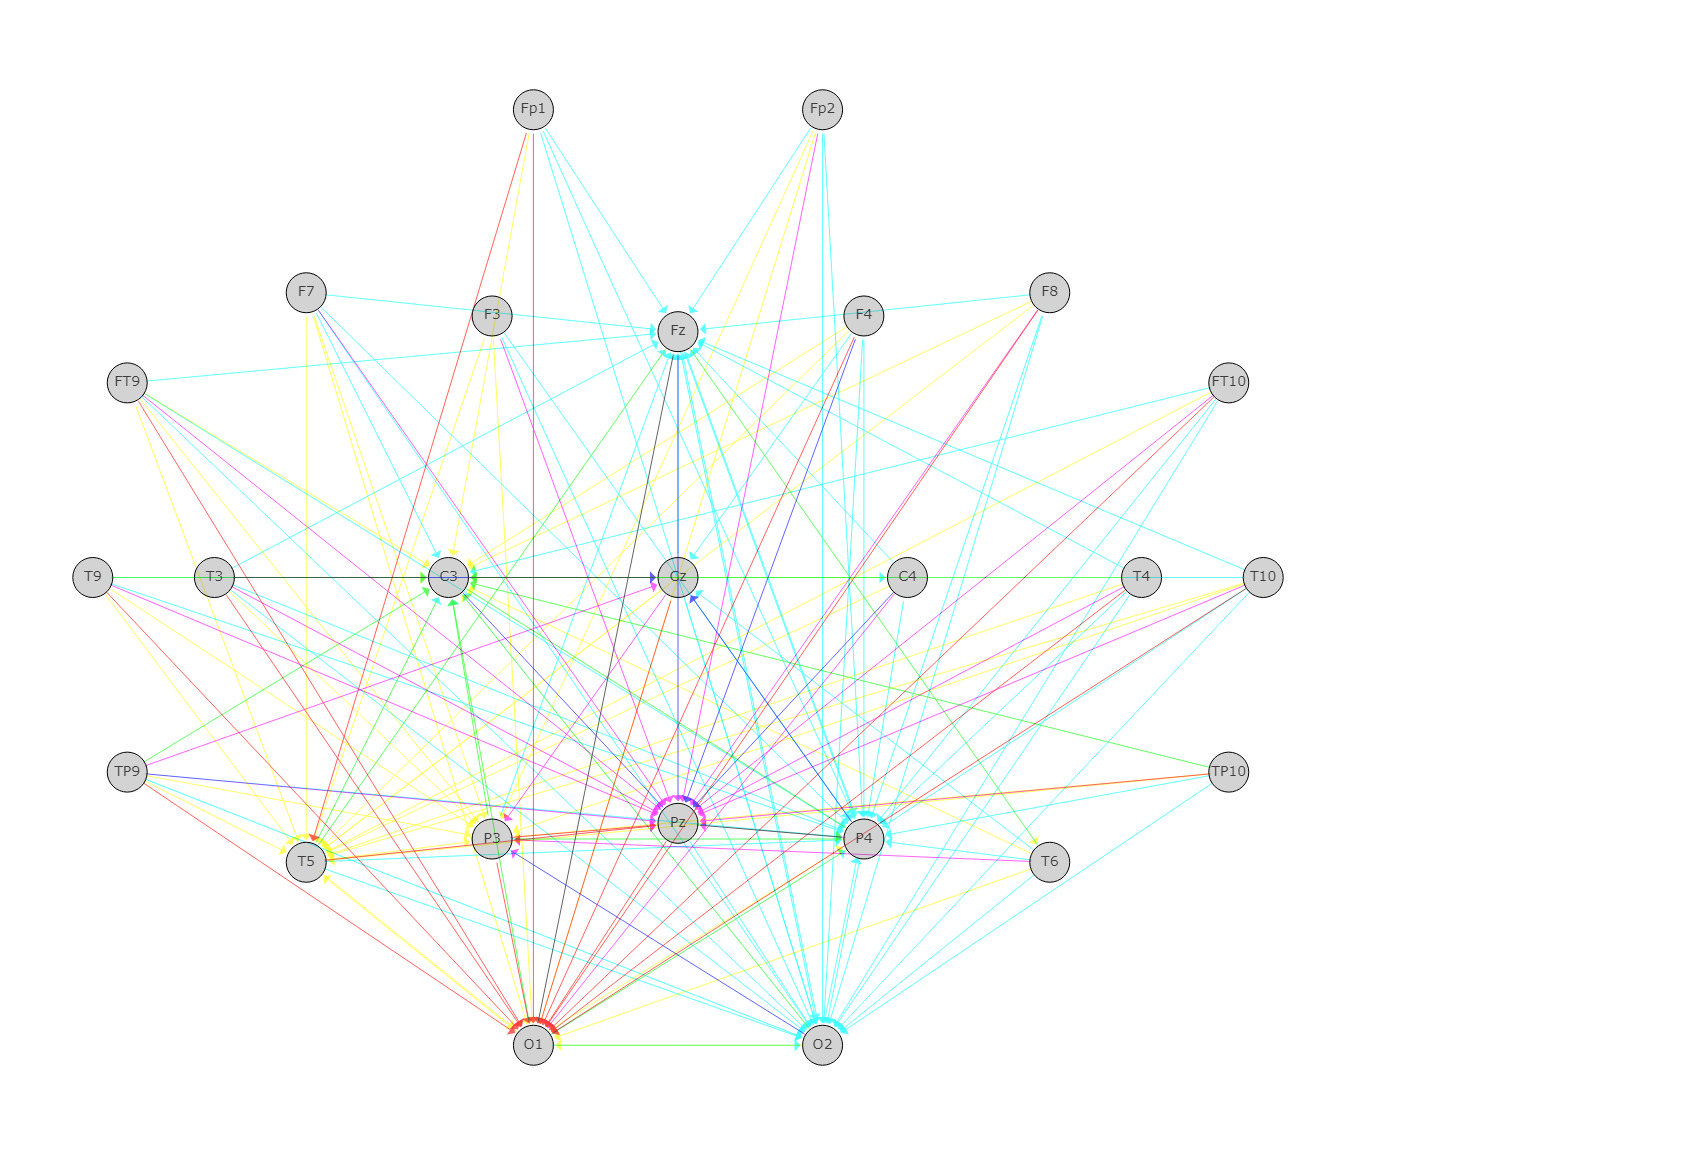 Fp1 Fp2
F7 F3 Fz F4 F8
FT9 FT10
T9 T3 C3 Cz C4 T4 T10
TP9 TP10
T5 P3 Pz P4 T6
O1 O2